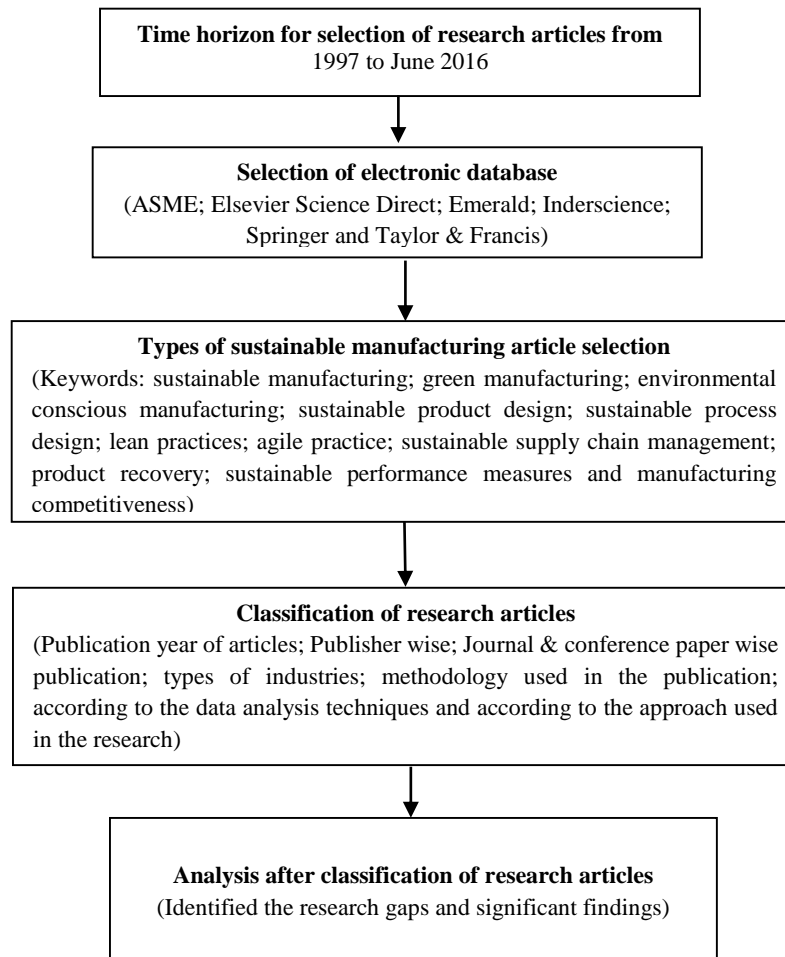 Time horizon for selection of research articles from
1997 to June 2016
Selection of electronic database
(ASME; Elsevier Science Direct; Emerald; Inderscience;
Springer and Taylor & Francis)
Types of sustainable manufacturing article selection
(Keywords: sustainable manufacturing; green manufacturing; environmental
conscious manufacturing; sustainable product design; sustainable process
design; lean practices; agile practice; sustainable supply chain management;
product recovery; sustainable performance measures and manufacturing
competitiveness)
Classification of research articles
(Publication year of articles; Publisher wise; Journal & conference paper wise
publication; types of industries; methodology used in the publication;
according to the data analysis techniques and according to the approach used
in the research)
Analysis after classification of research articles
(Identified the research gaps and significant findings)